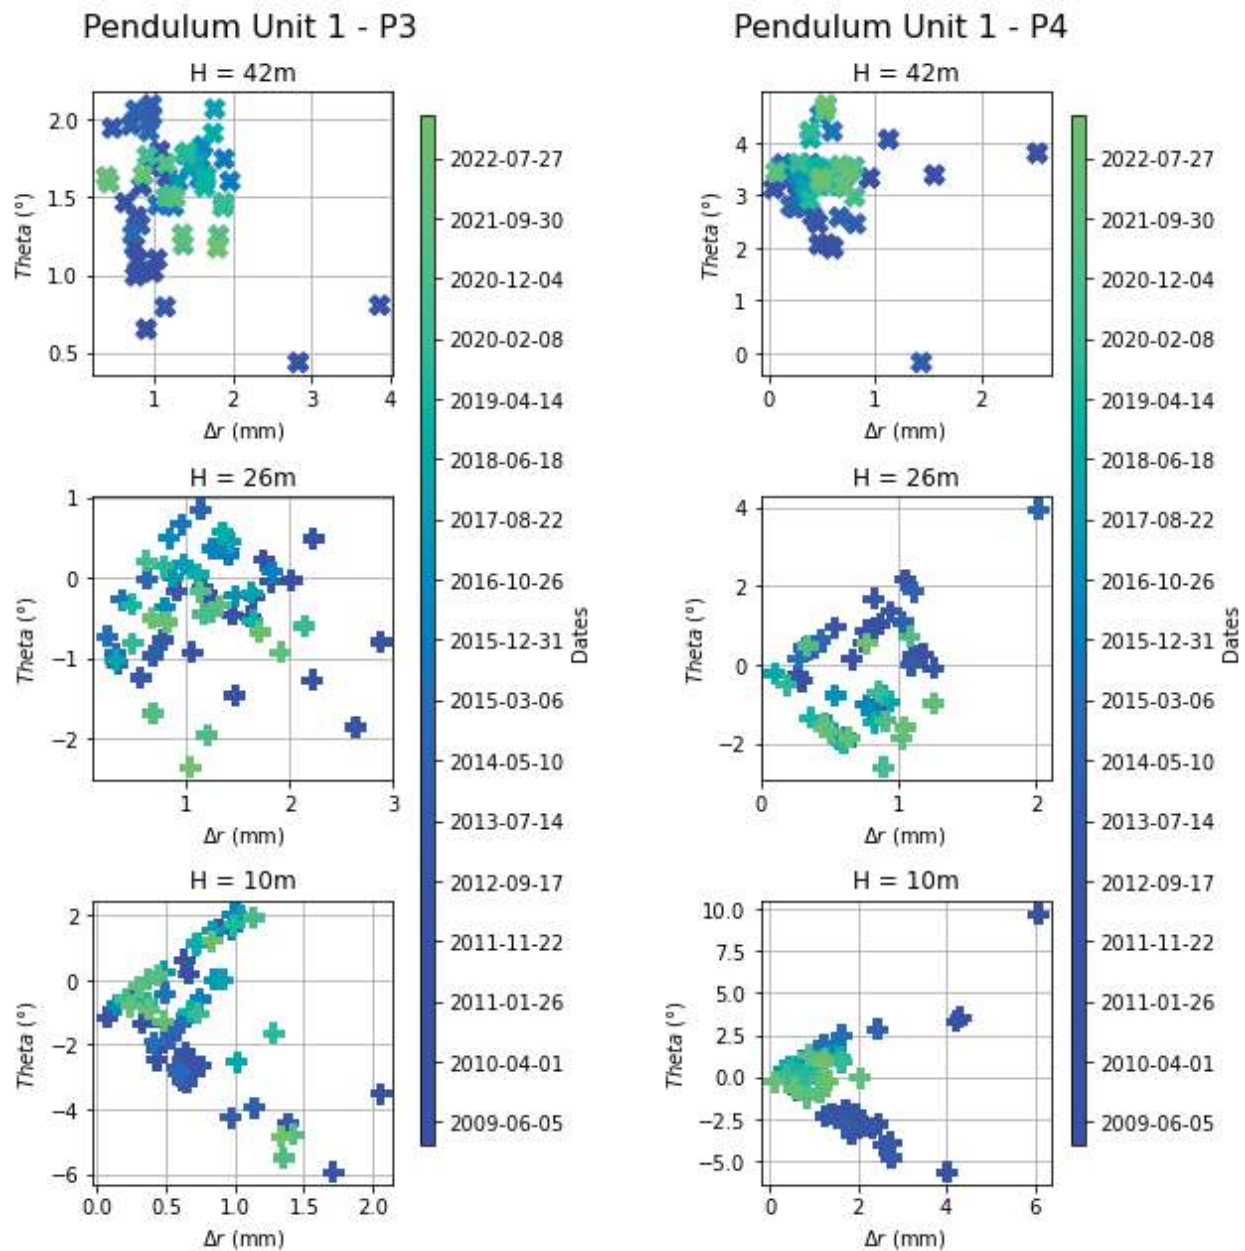 Pendulum Unit 1 - P3
H = 42m
2.0
1.5
1.0
0.5
Theta (°)
1 2 3 4
Δr (mm)
H = 26m
1
0
−1
−2
Theta (°)
1 2 3
Δr (mm)
H = 10m
2
0
−2
−4
−6
Theta (°)
0.0 0.5 1.0 1.5 2.0
Δr (mm)
2022-07-27
2021-09-30
2020-12-04
2020-02-08
2019-04-14
2018-06-18
2017-08-22
2016-10-26
2015-12-31
2015-03-06
2014-05-10
2013-07-14
2012-09-17
2011-11-22
2011-01-26
2010-04-01
2009-06-05
Dates
Pendulum Unit 1 - P4
H = 42m
4
3
2
1
0
Theta (°)
0 1 2
Δr (mm)
H = 26m
4
2
0
−2
Theta (°)
0 1 2
Δr (mm)
H = 10m
10.0
7.5
5.0
2.5
0.0
−2.5
−5.0
Theta (°)
0 2 4 6
Δr (mm)
2022-07-27
2021-09-30
2020-12-04
2020-02-08
2019-04-14
2018-06-18
2017-08-22
2016-10-26
2015-12-31
2015-03-06
2014-05-10
2013-07-14
2012-09-17
2011-11-22
2011-01-26
2010-04-01
2009-06-05
Dates